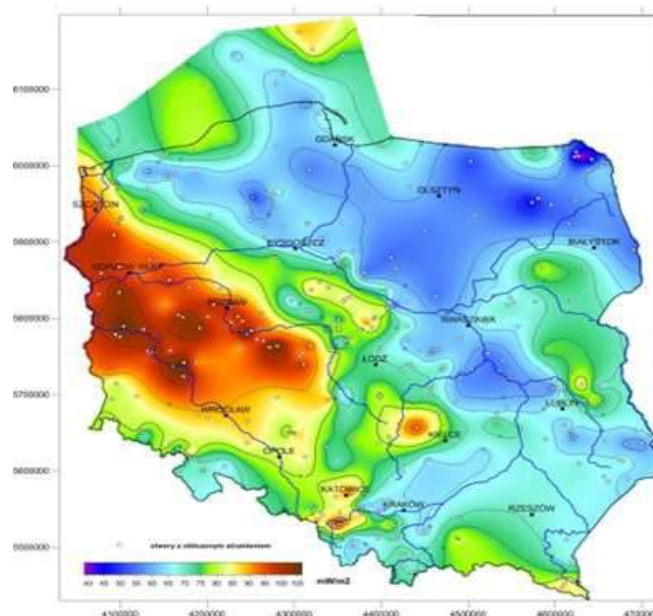 6100000
6000000
5900000
5800000
5700000
5600000
5500000
GDAŃSK
SZCZECIN
OLSZTYN
BYDGOSZCZ
BIAŁYSTOK
GORZÓW WLKP
POZNAŃ
WARSZAWA
ŁÓDŹ
WROCŁAW
LUBLIN
KIELCE
OPOLE
KATOWICE
KRAKÓW
RZESZÓW
otwory z obliczonym strumieniem
mW/m2
40 45 50 55 60 65 70 75 80 85 90 95 100 105
4100000 4200000 4300000 4400000 4500000 4600000 4700000